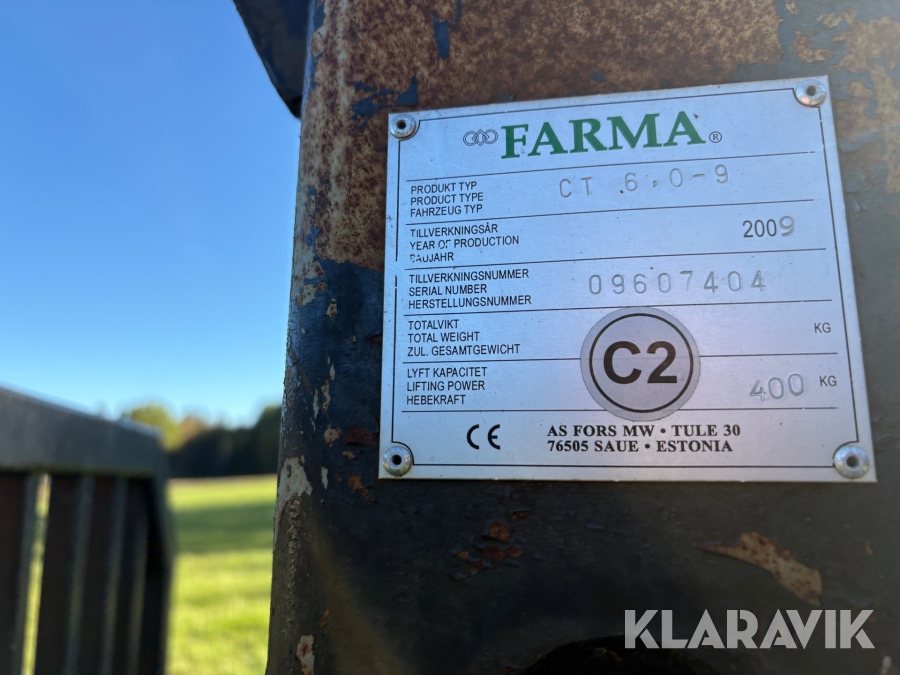 FARMA®
PRODUKT TYP
PRODUCT TYPE
FAHRZEUG TYP
CT 6.0-9
TILLVERKNINGSÅR
YEAR OF PRODUCTION
BAUJAHR
2009
TILLVERKNINGSNUMMER
SERIAL NUMBER
HERSTELLUNGSNUMMER
09607404
TOTALVIKT
TOTAL WEIGHT
ZUL. GESAMTGEWICHT
KG
C2
LYFT KAPACITET
LIFTING POWER
HEBEKRAFT
400 KG
CE
AS FORS MW • TULE 30
76505 SAUE • ESTONIA
KLARAVIK